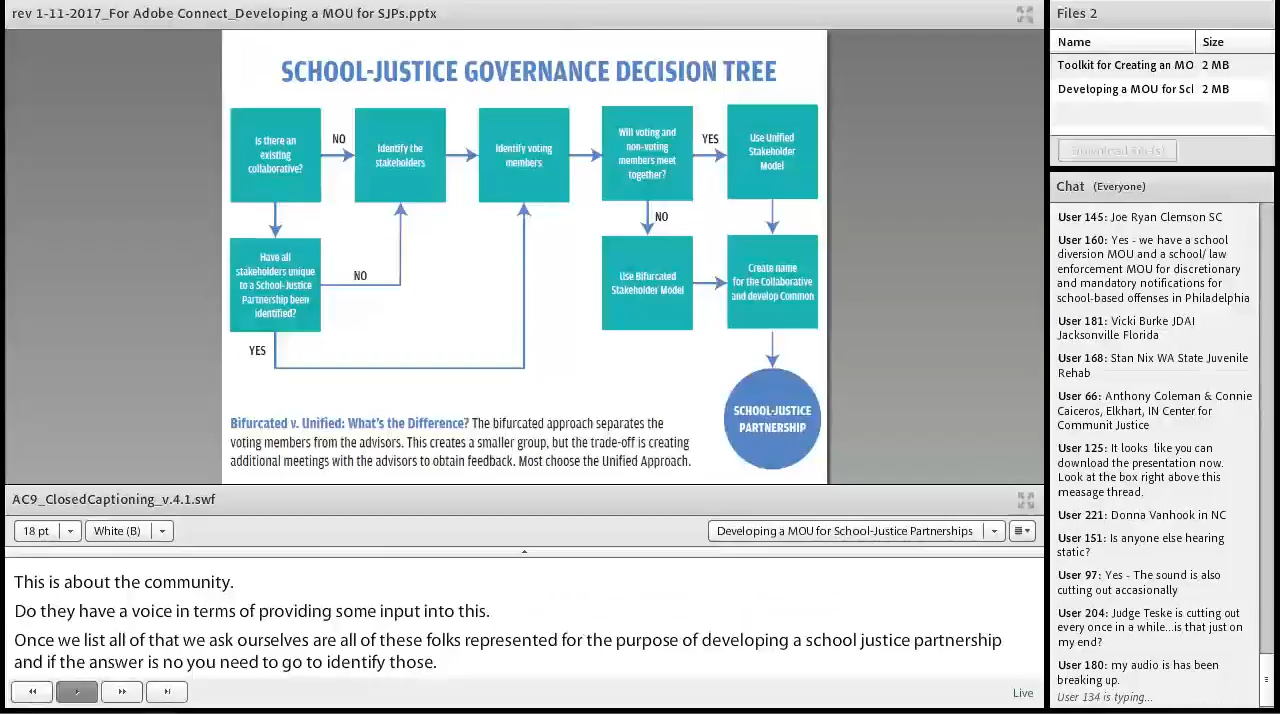 rev 1-11-2017_For Adobe Connect_Developing a MOU for SJPs.pptx
SCHOOL-JUSTICE GOVERNANCE DECISION TREE
Is there an
existing
collaborative?
NO
Identify the
stakeholders
Identify voting
members
Will voting and
non-voting
members meet
together?
YES
Use Unified
Stakeholder
Model
NO
Have all
stakeholders unique
to a School-Justice
Partnership been
identified?
NO
Use Bifurcated
Stakeholder Model
Create name
for the Collaborative
and develop Common
YES
SCHOOL-JUSTICE
PARTNERSHIP
Bifurcated v. Unified: What's the Difference? The bifurcated approach separates the
voting members from the advisors. This creates a smaller group, but the trade-off is creating
additional meetings with the advisors to obtain feedback. Most choose the Unified Approach.
AC9_ClosedCaptioning_v.4.1.swf
18 pt
White (B)
Developing a MOU for School-Justice Partnerships
This is about the community.
Do they have a voice in terms of providing some input into this.
Once we list all of that we ask ourselves are all of these folks represented for the purpose of developing a school justice partnership
and if the answer is no you need to go to identify those.
Live
Files 2
Name Size
Toolkit for Creating an MO 2 MB
Developing a MOU for Scl 2 MB
Download File(s)
Chat (Everyone)
User 145: Joe Ryan Clemson SC
User 160: Yes - we have a school
diversion MOU and a school/ law
enforcement MOU for discretionary
and mandatory notifications for
school-based offenses in Philadelphia
User 181: Vicki Burke JDAI
Jacksonville Florida
User 168: Stan Nix WA State Juvenile
Rehab
User 66: Anthony Coleman & Connie
Caiceros, Elkhart, IN Center for
Communit Justice
User 125: It looks like you can
download the presentation now.
Look at the box right above this
message thread.
User 221: Donna Vanhook in NC
User 151: Is anyone else hearing
static?
User 97: Yes - The sound is also
cutting out accasionally
User 204: Judge Teske is cutting out
every once in a while...is that just on
my end?
User 180: my audio is has been
breaking up.
User 134 is typing...